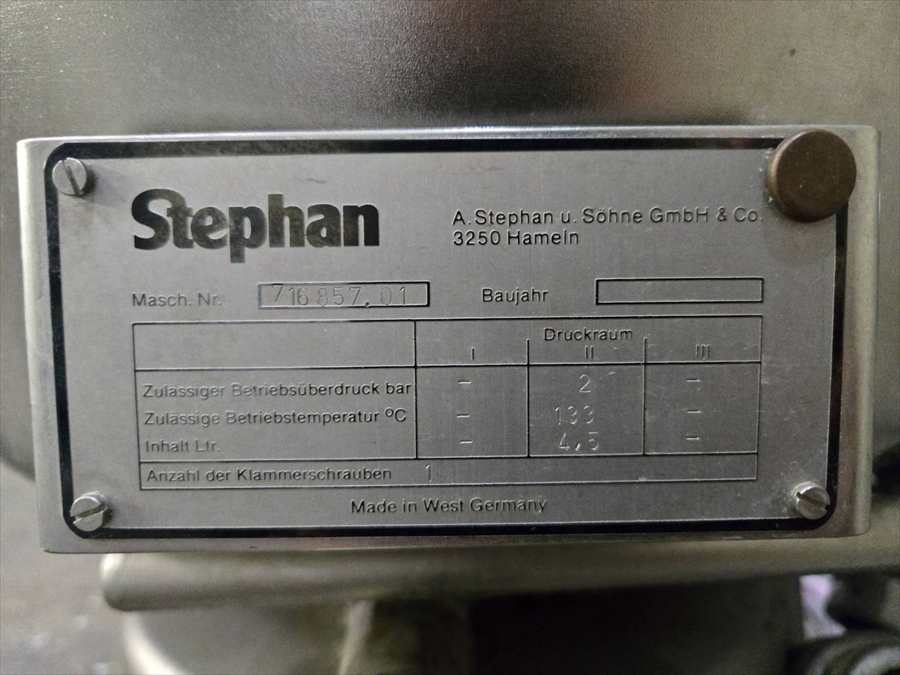 Stephan
A. Stephan u. Söhne GmbH & Co.
3250 Hameln
Masch. Nr. 716 857.01 Baujahr
Druckraum
I II III
Zulässiger Betriebsüberdruck bar - 2 -
Zulässige Betriebstemperatur °C - 133 -
Inhalt Ltr. - 4,5 -
Anzahl der Klammerschrauben 1
Made in West Germany